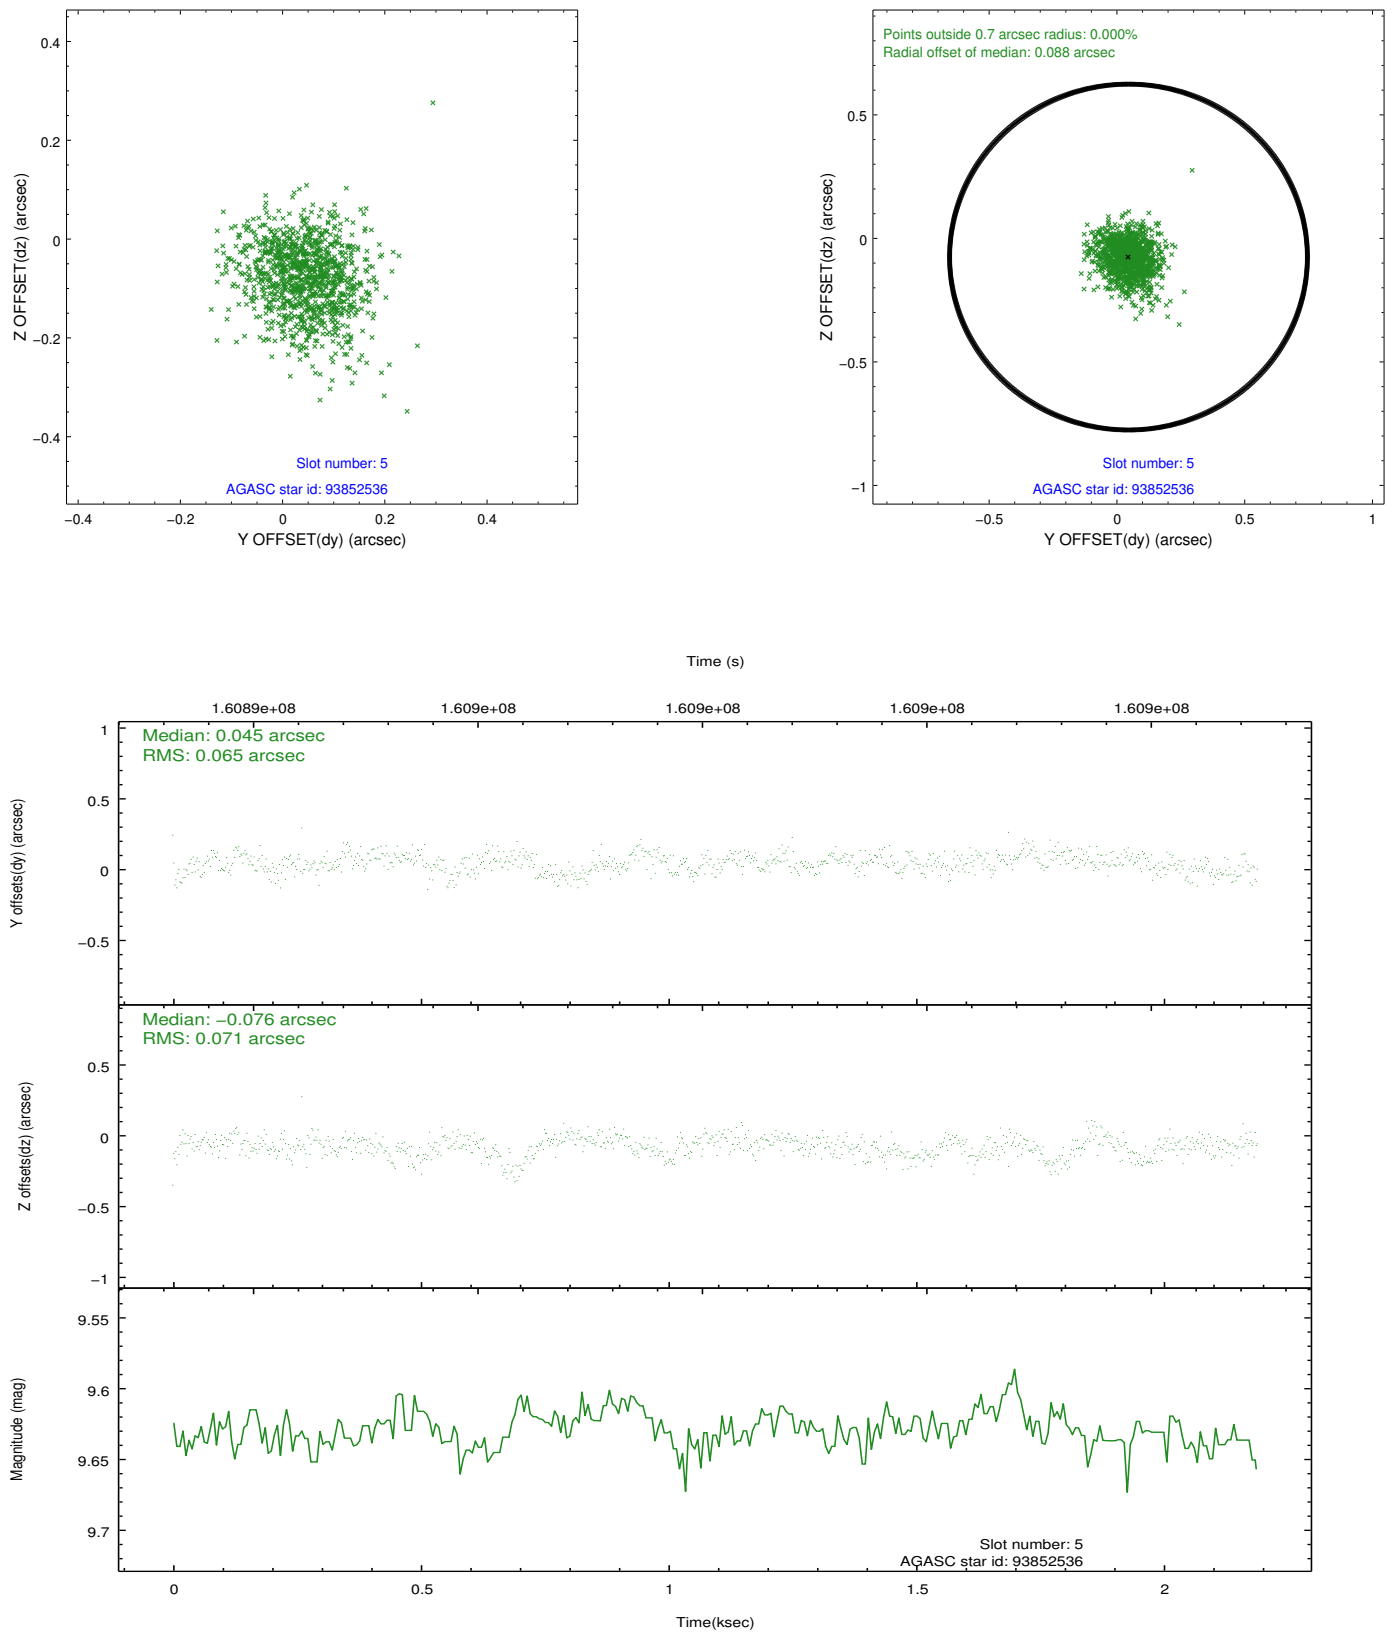 0.4
0.2
0
−0.2
−0.4
−0.4
−0.2
0
0.2
0.4
Z OFFSET(dz) (arcsec)
Y OFFSET(dy) (arcsec)
Slot number: 5
AGASC star id: 93852536
Points outside 0.7 arcsec radius: 0.000%
Radial offset of median: 0.088 arcsec
0.5
0
−0.5
−1
−0.5
0
0.5
1
Z OFFSET(dz) (arcsec)
Y OFFSET(dy) (arcsec)
Slot number: 5
AGASC star id: 93852536
Time (s)
1.6089e+08
1.609e+08
1.609e+08
1.609e+08
1.609e+08
Median: 0.045 arcsec
RMS: 0.065 arcsec
1
0.5
0
−0.5
Y offsets(dy) (arcsec)
Median: −0.076 arcsec
RMS: 0.071 arcsec
0.5
0
−0.5
−1
Z offsets(dz) (arcsec)
9.55
9.6
9.65
9.7
Magnitude (mag)
Slot number: 5
AGASC star id: 93852536
0
0.5
1
1.5
2
Time(ksec)